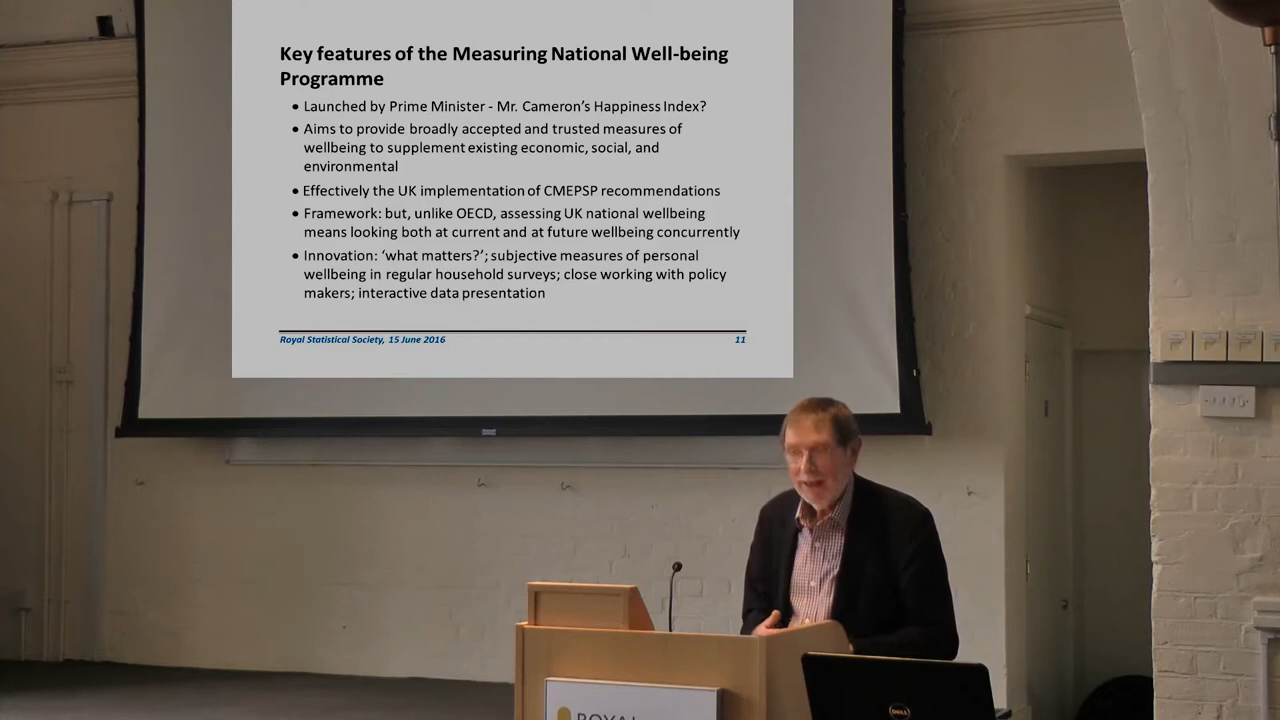 Key features of the Measuring National Well-being
Programme
• Launched by Prime Minister - Mr. Cameron's Happiness Index?
• Aims to provide broadly accepted and trusted measures of
wellbeing to supplement existing economic, social, and
environmental
• Effectively the UK implementation of CMEPSP recommendations
• Framework: but, unlike OECD, assessing UK national wellbeing
means looking both at current and at future wellbeing concurrently
• Innovation: ‘what matters?’; subjective measures of personal
wellbeing in regular household surveys; close working with policy
makers; interactive data presentation
Royal Statistical Society, 15 June 2016 11
ROYAL
DELL